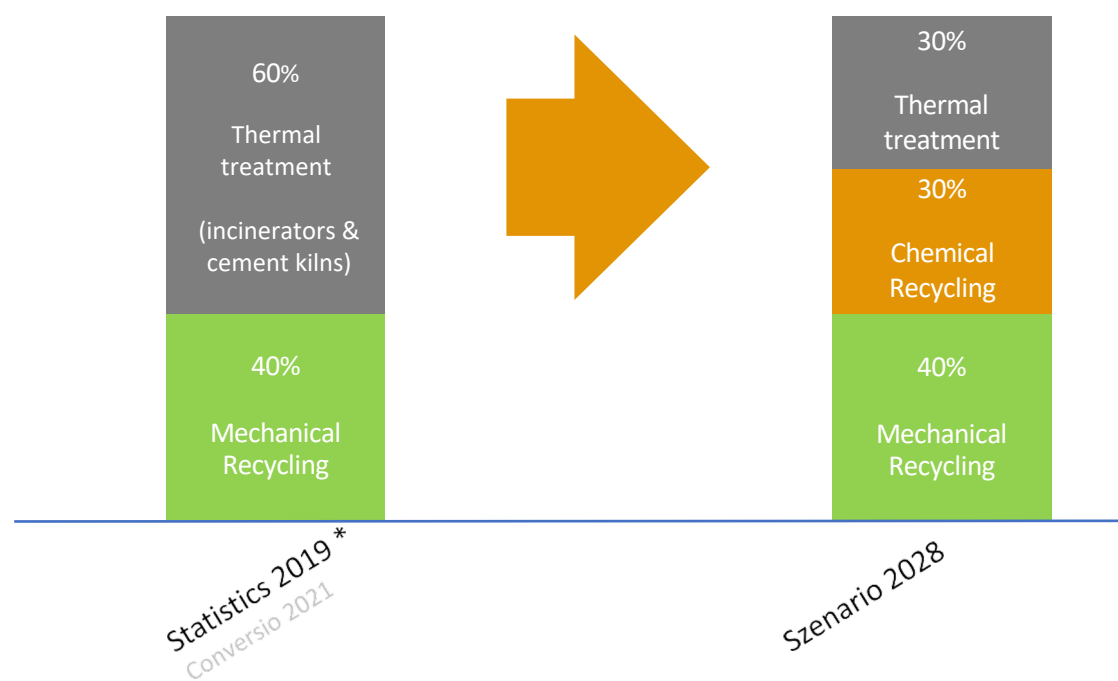 60%
Thermal
treatment
(incinerators &
cement kilns)
40%
Mechanical
Recycling
Statistics 2019 *
Conversio 2021
30%
Thermal
treatment
30%
Chemical
Recycling
40%
Mechanical
Recycling
Szenario 2028